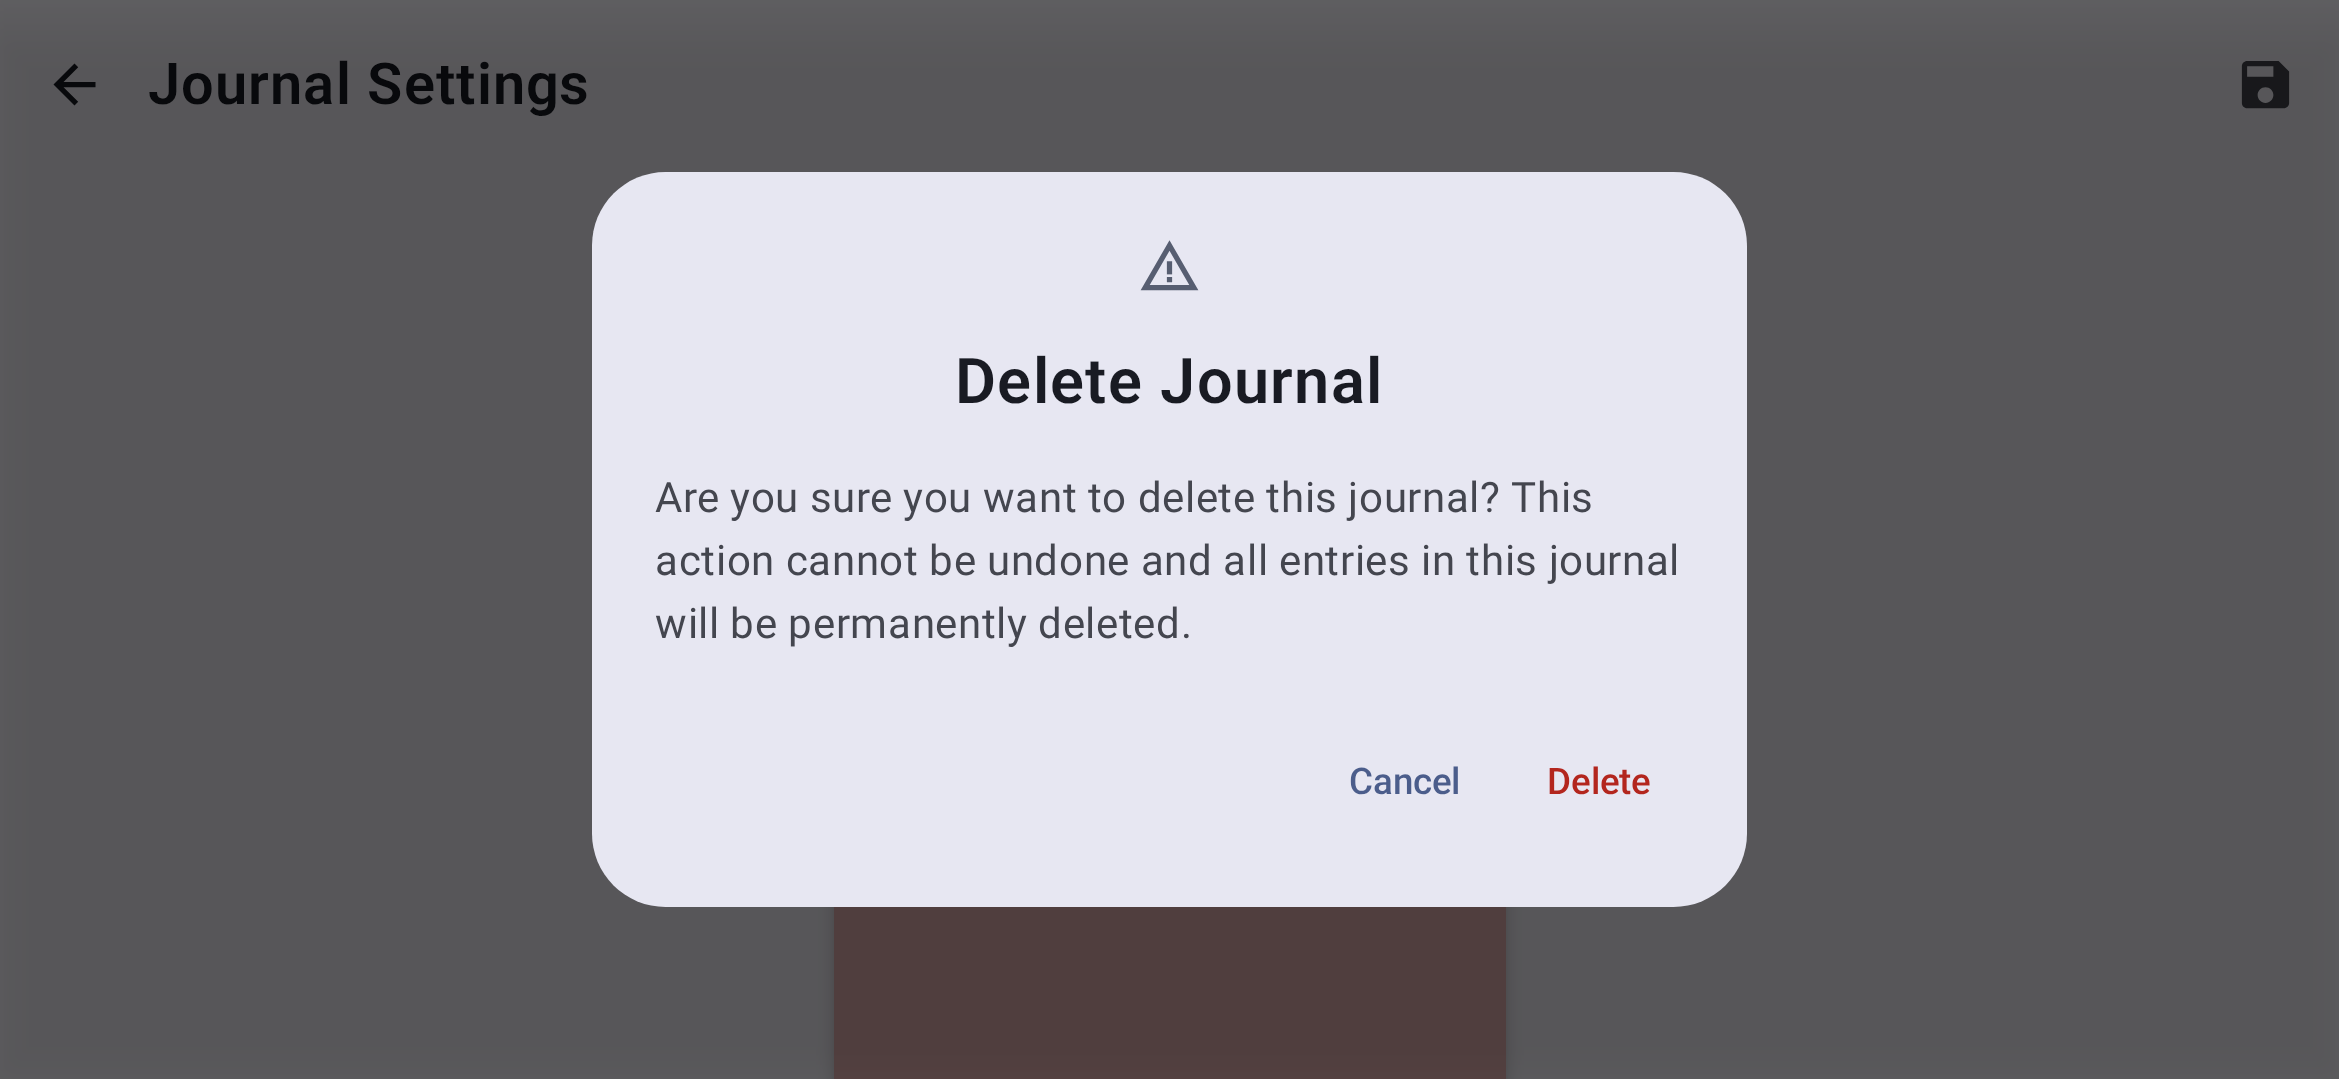 Journal Settings
Delete Journal
Are you sure you want to delete this journal? This
action cannot be undone and all entries in this journal
will be permanently deleted.
Cancel Delete